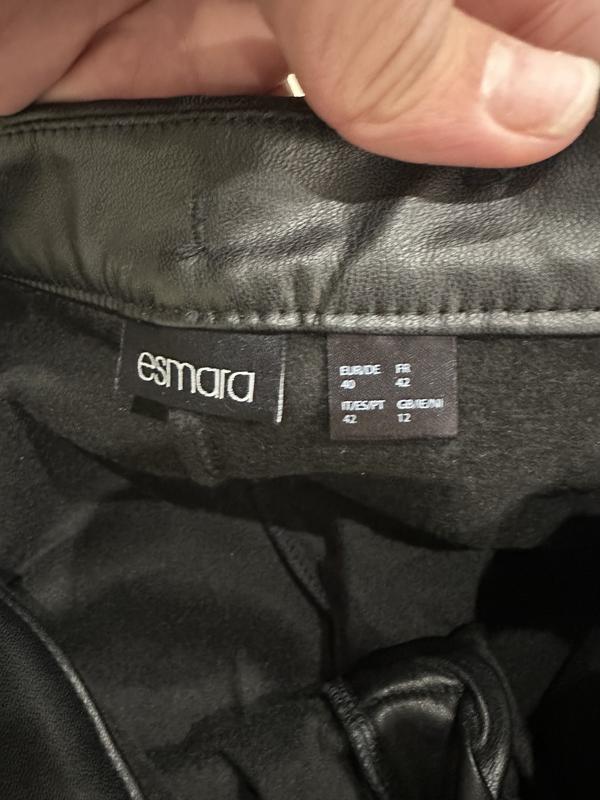 esmara
EUR/DE FR
40 42
IT/ES/PT GB/IE/NI
42 12